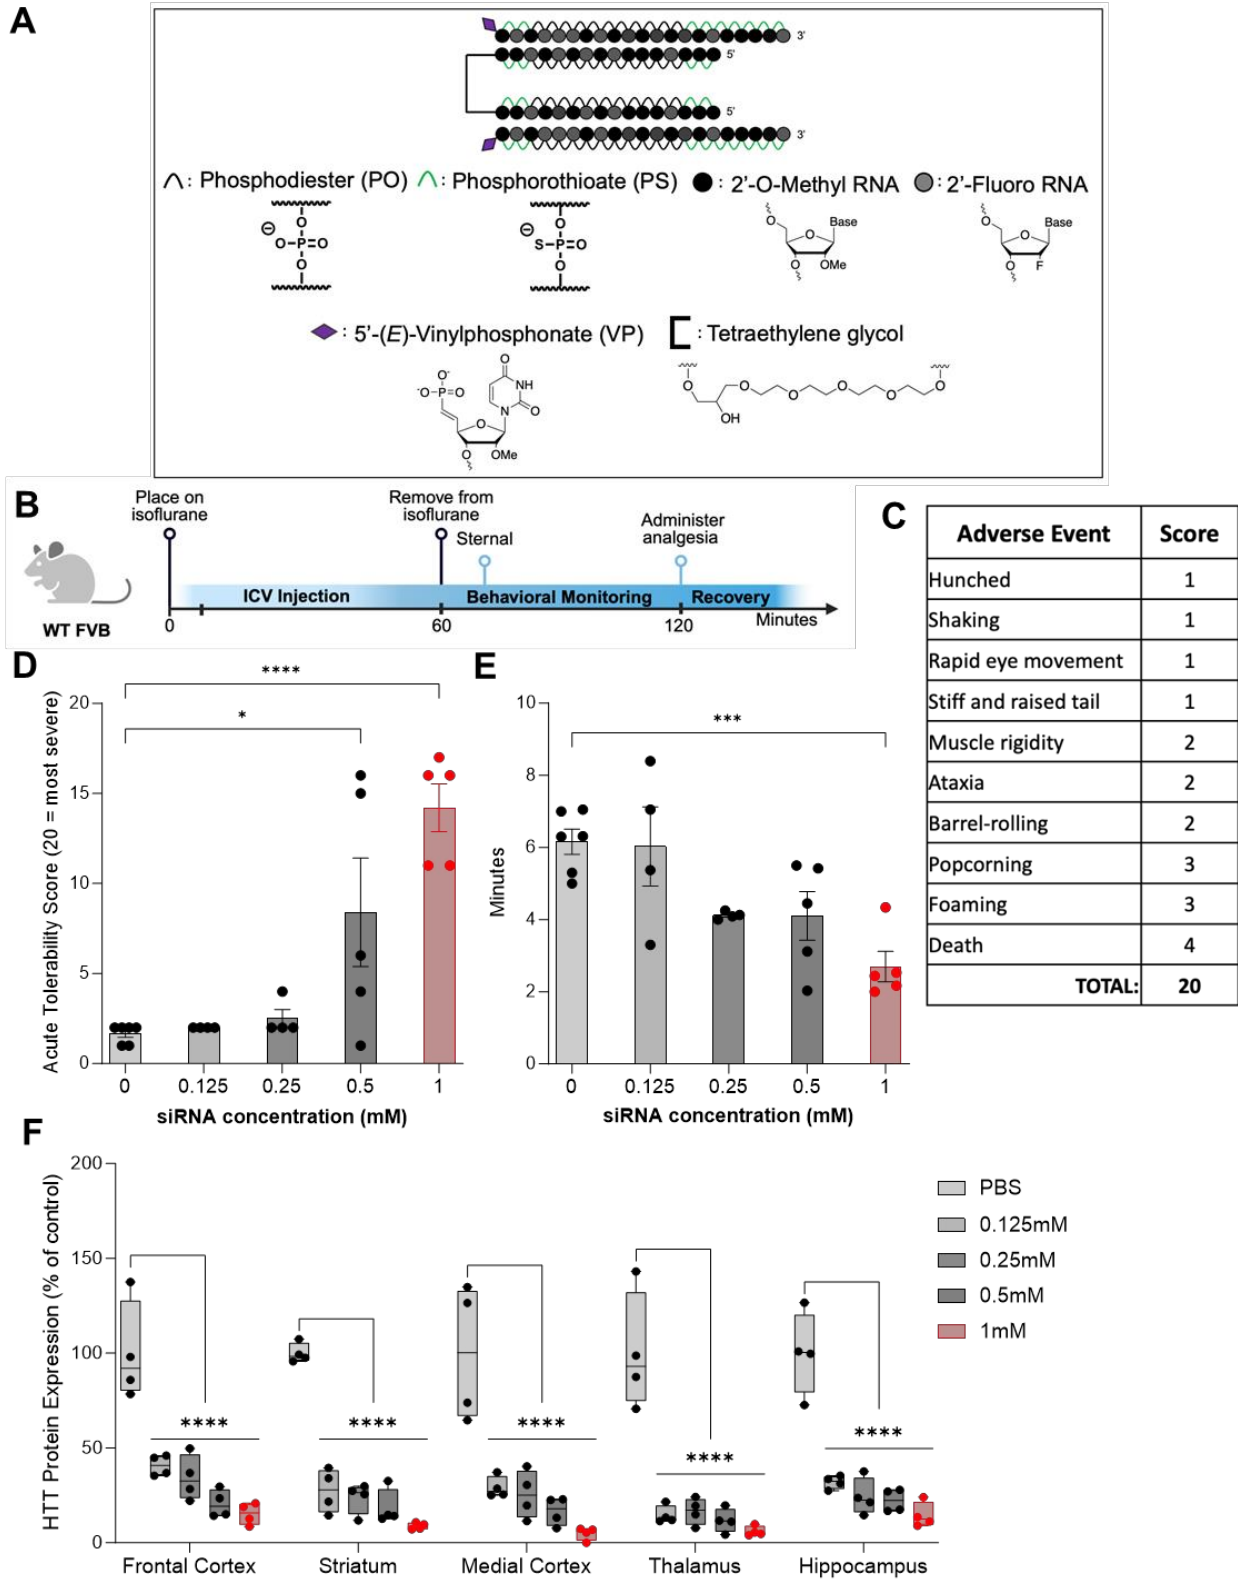 A
3'
5'
5'
3'
: Phosphodiester (PO)
: Phosphorothioate (PS)
: 2'-O-Methyl RNA
: 2'-Fluoro RNA
O
⊖
O–P=O
O
O
⊖
S–P=O
O
O
Base
O
O
OMe
O
Base
O
O
F
: 5'-(E)-Vinylphosphonate (VP)
: Tetraethylene glycol
O
O-
NH
-O–P=O
N
O
O
O
OMe
O
O
O
O
O
O
OH
B
Place on
isoflurane
Remove from
isoflurane
Sternal
Administer
analgesia
ICV Injection
Behavioral Monitoring
Recovery
WT FVB
0
60
120
Minutes
C
Adverse Event Score
Hunched 1
Shaking 1
Rapid eye movement 1
Stiff and raised tail 1
Muscle rigidity 2
Ataxia 2
Barrel-rolling 2
Popcorning 3
Foaming 3
Death 4
TOTAL: 20
D
Acute Tolerability Score (20 = most severe)
20
15
10
5
0
****
*
0 0.125 0.25 0.5 1
siRNA concentration (mM)
E
Minutes
10
8
6
4
2
0
***
0 0.125 0.25 0.5 1
siRNA concentration (mM)
F
HTT Protein Expression (% of control)
200
150
100
50
0
****
****
****
****
****
Frontal Cortex Striatum Medial Cortex Thalamus Hippocampus
PBS
0.125mM
0.25mM
0.5mM
1mM